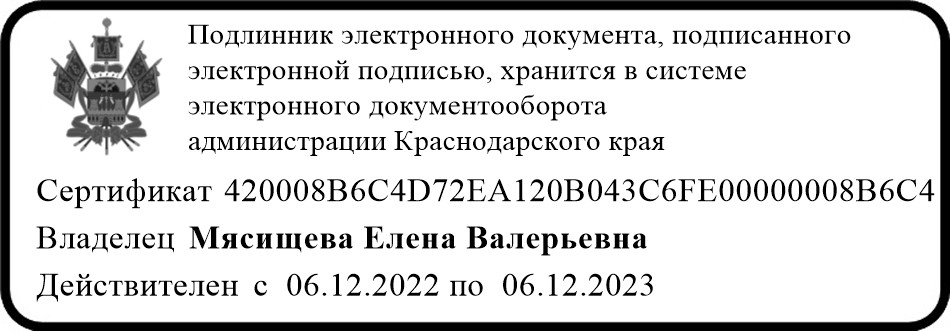 Подлинник электронного документа, подписанного
электронной подписью, хранится в системе
электронного документооборота
администрации Краснодарского края
Сертификат 420008B6C4D72EA120B043C6FE00000008B6C4
Владелец Мясищева Елена Валерьевна
Действителен с 06.12.2022 по 06.12.2023